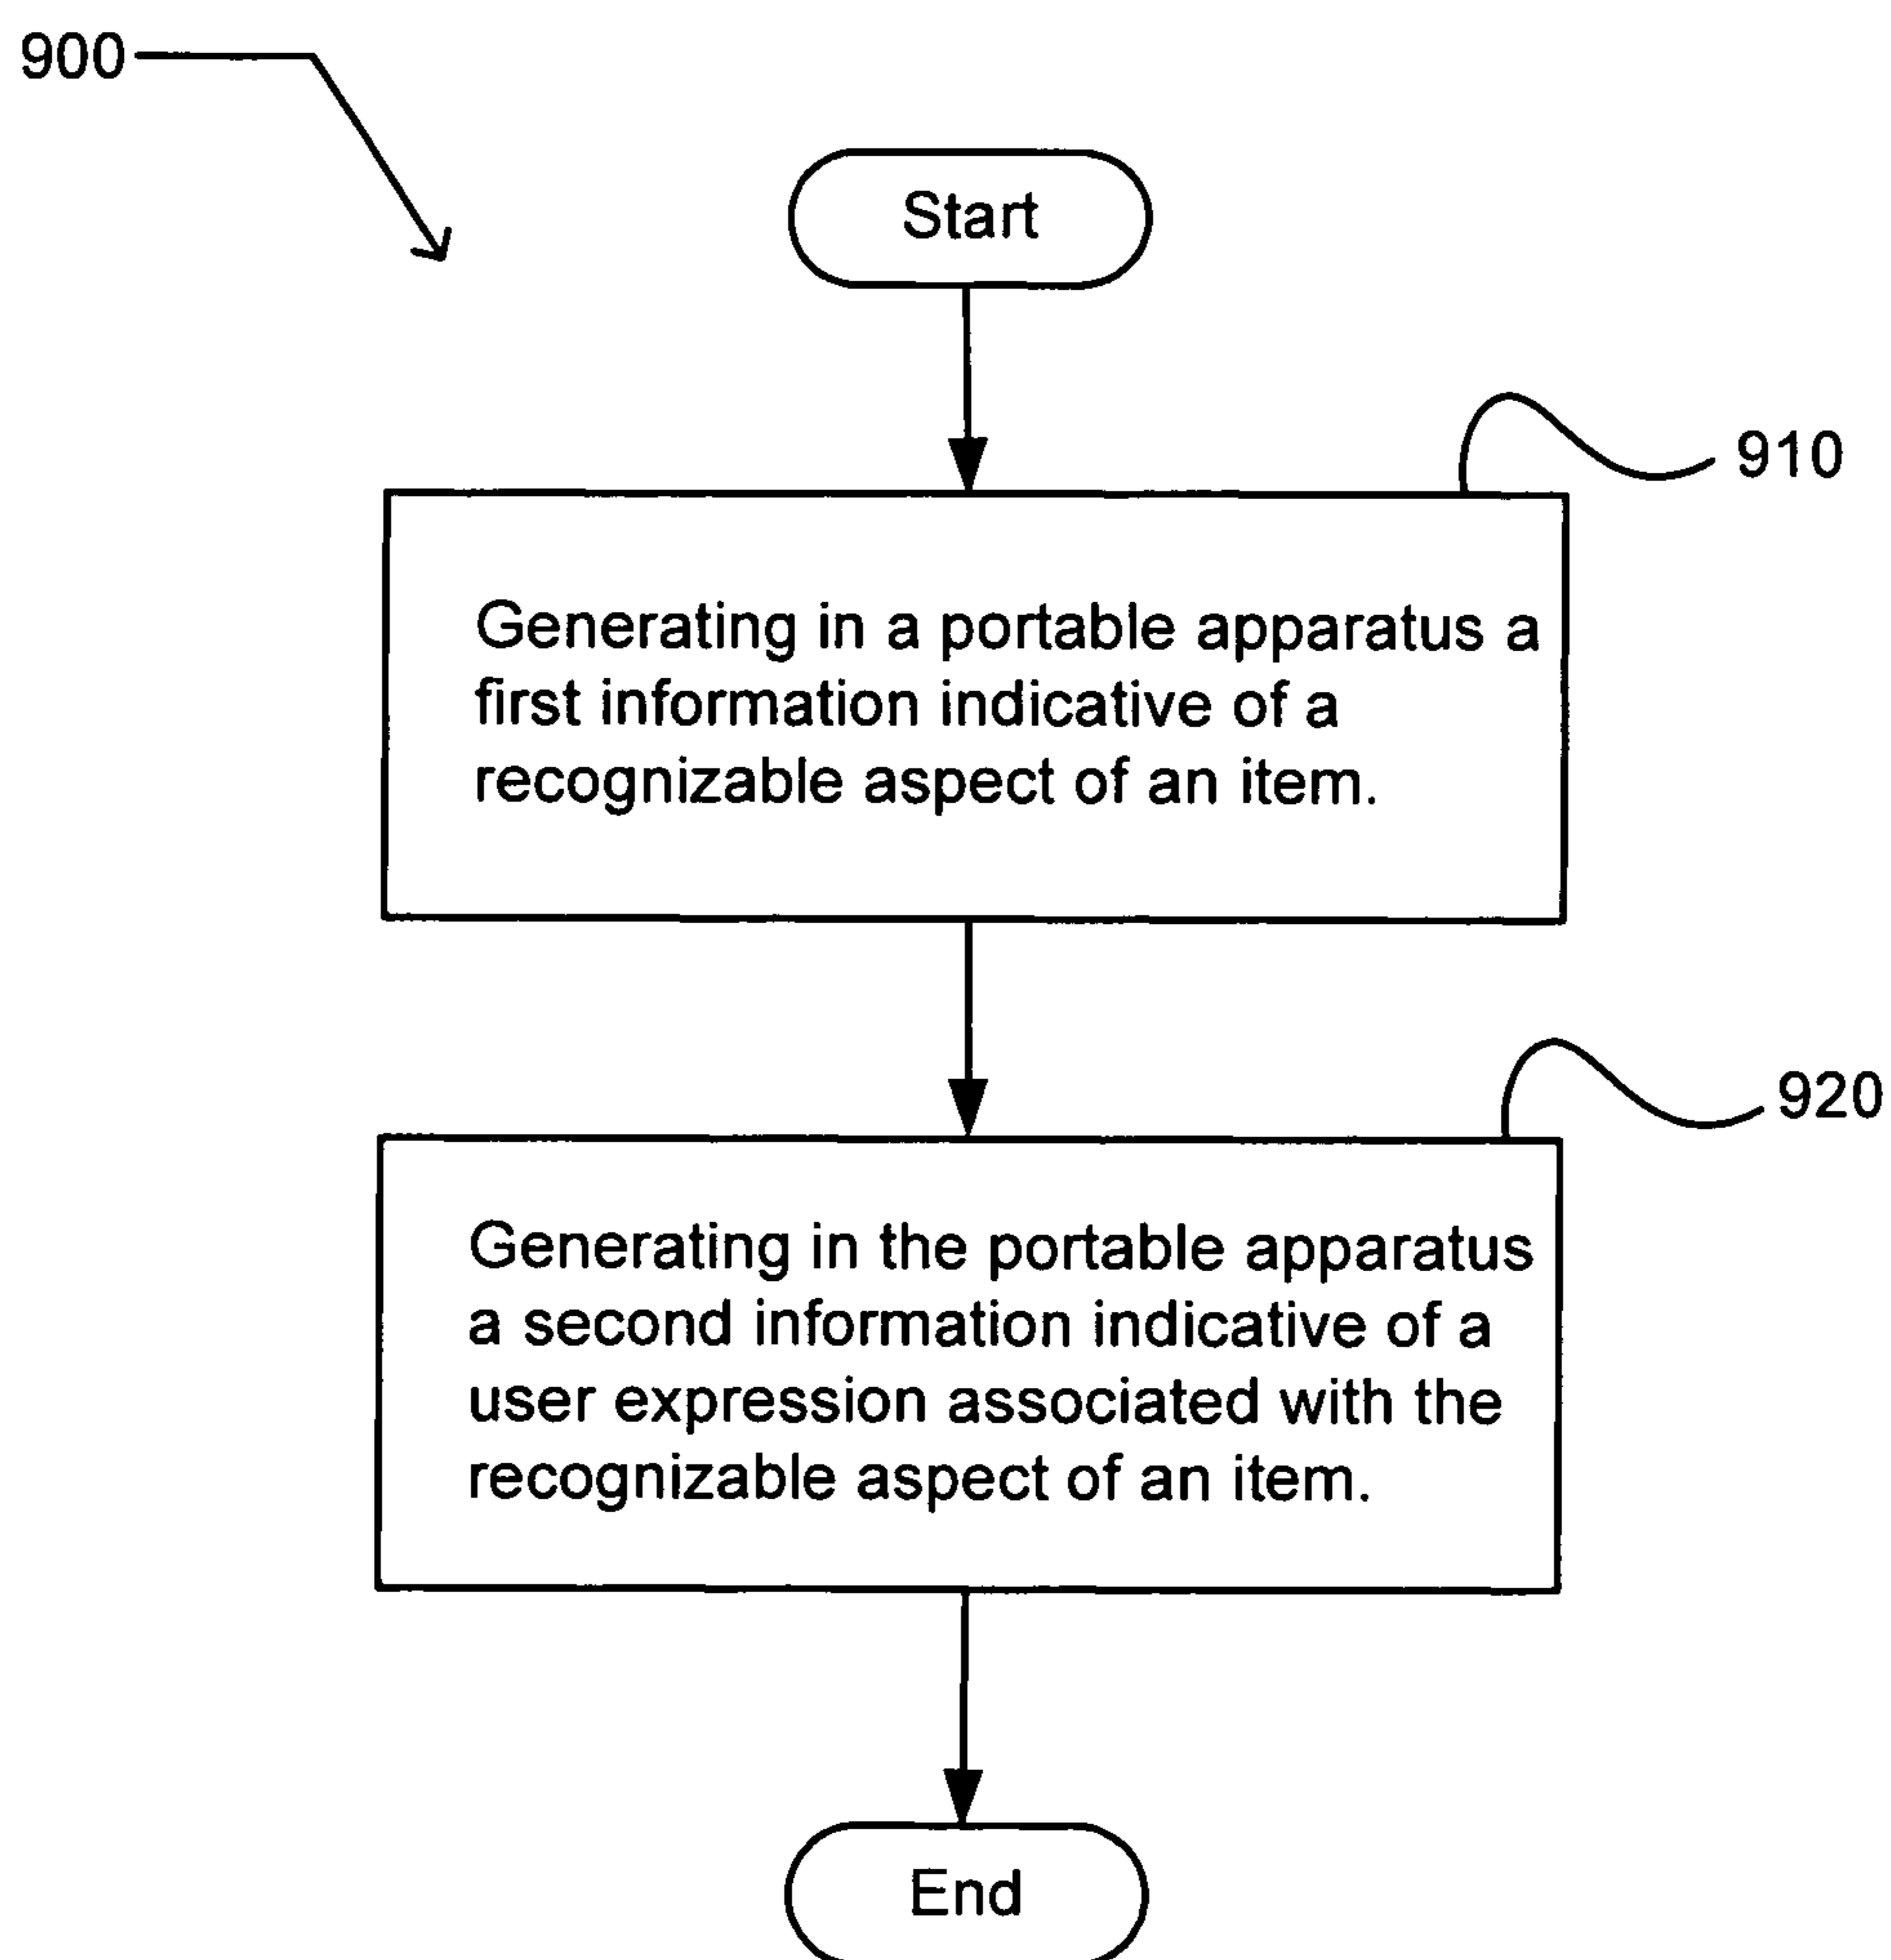 900
Start
910
Generating in a portable apparatus a
first information indicative of a
recognizable aspect of an item.
920
Generating in the portable apparatus
a second information indicative of a
user expression associated with the
recognizable aspect of an item.
End